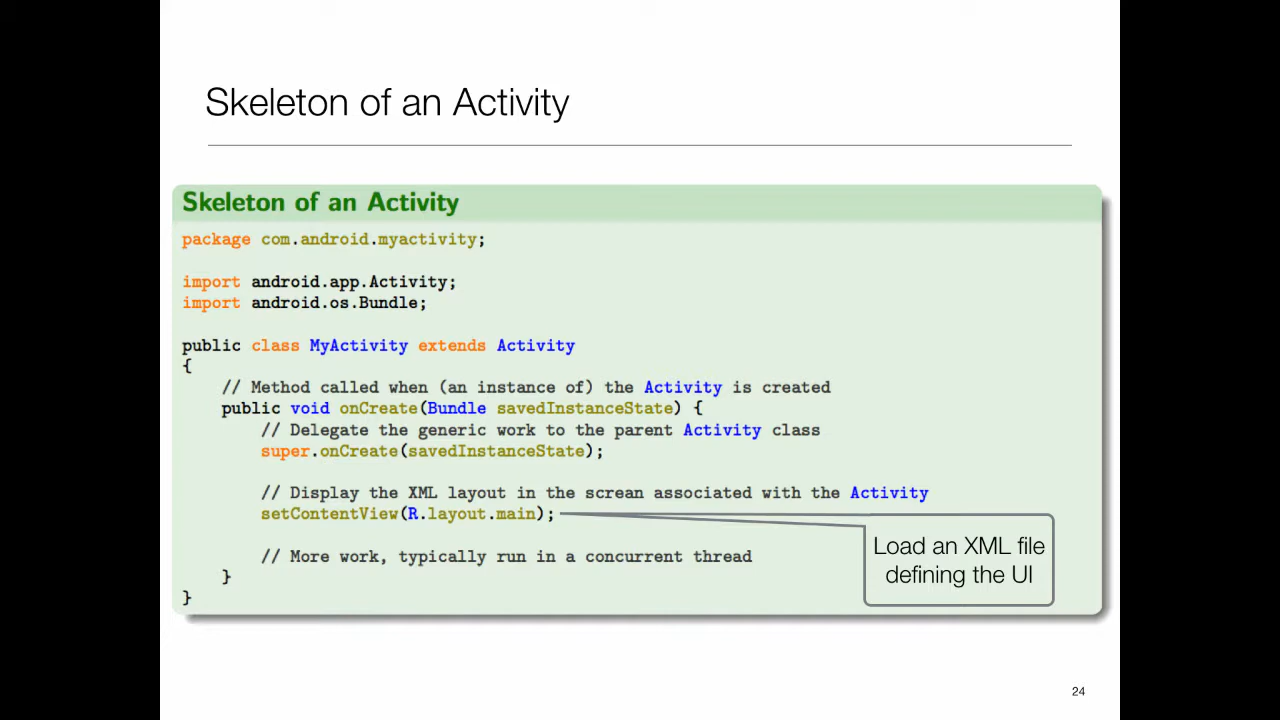 Skeleton of an Activity
Skeleton of an Activity
package com.android.myactivity;
import android.app.Activity;
import android.os.Bundle;
public class MyActivity extends Activity
{
// Method called when (an instance of) the Activity is created
public void onCreate(Bundle savedInstanceState) {
// Delegate the generic work to the parent Activity class
super.onCreate(savedInstanceState);
// Display the XML layout in the screan associated with the Activity
setContentView(R.layout.main);
Load an XML file
defining the UI
// More work, typically run in a concurrent thread
}
}
24